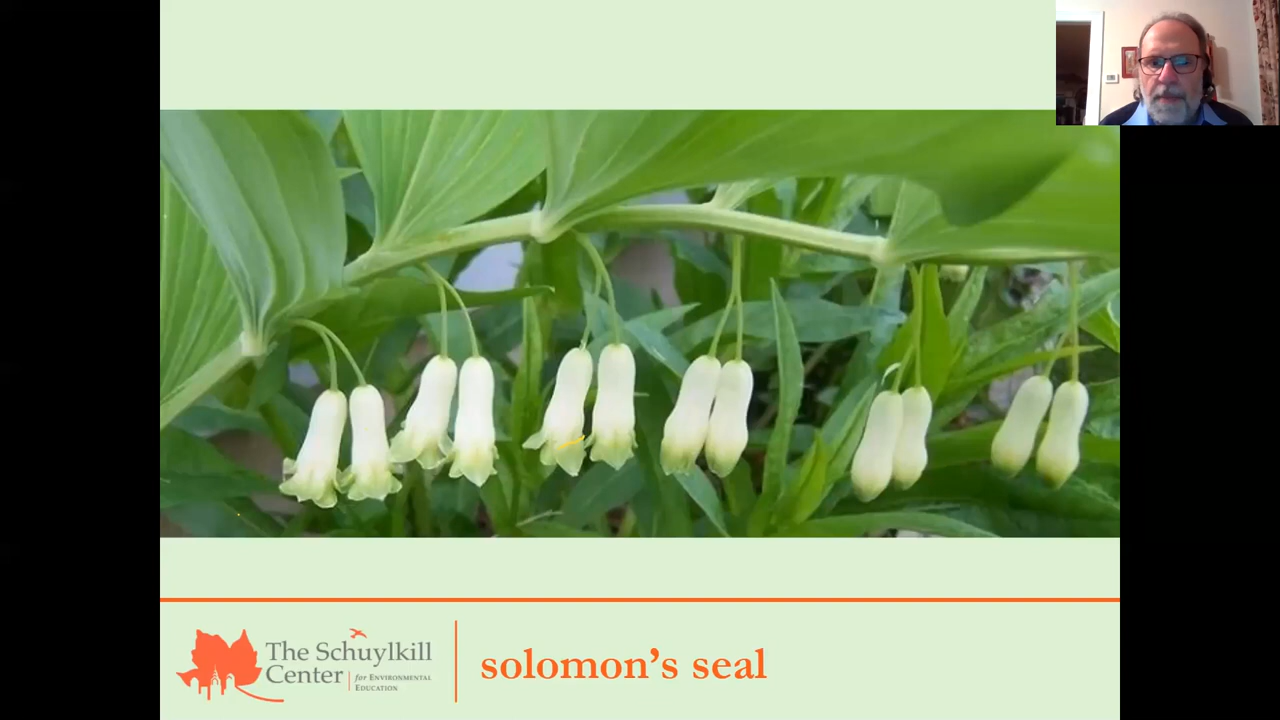 The Schuylkill
Center
for Environmental
Education
solomon's seal